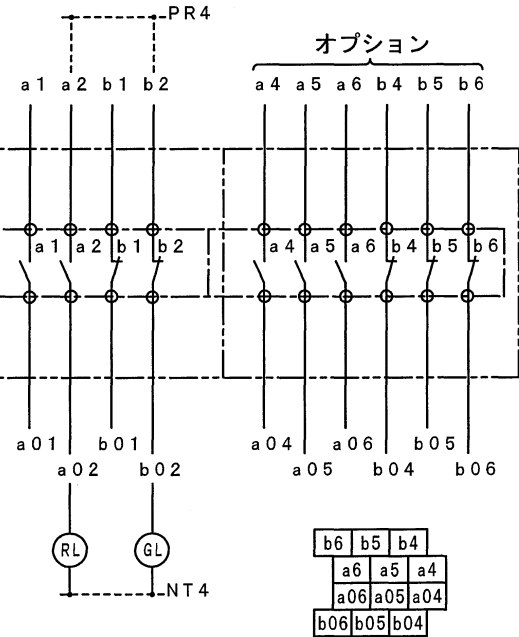 PR4
オプション
a1 a2 b1 b2 a4 a5 a6 b4 b5 b6
a1 a2 b1 b2 a4 a5 a6 b4 b5 b6
a01 b01 a04 a06 b05
a02 b02 a05 b04 b06
RL GL
NT4
b6 b5 b4
a6 a5 a4
a06 a05 a04
b06 b05 b04